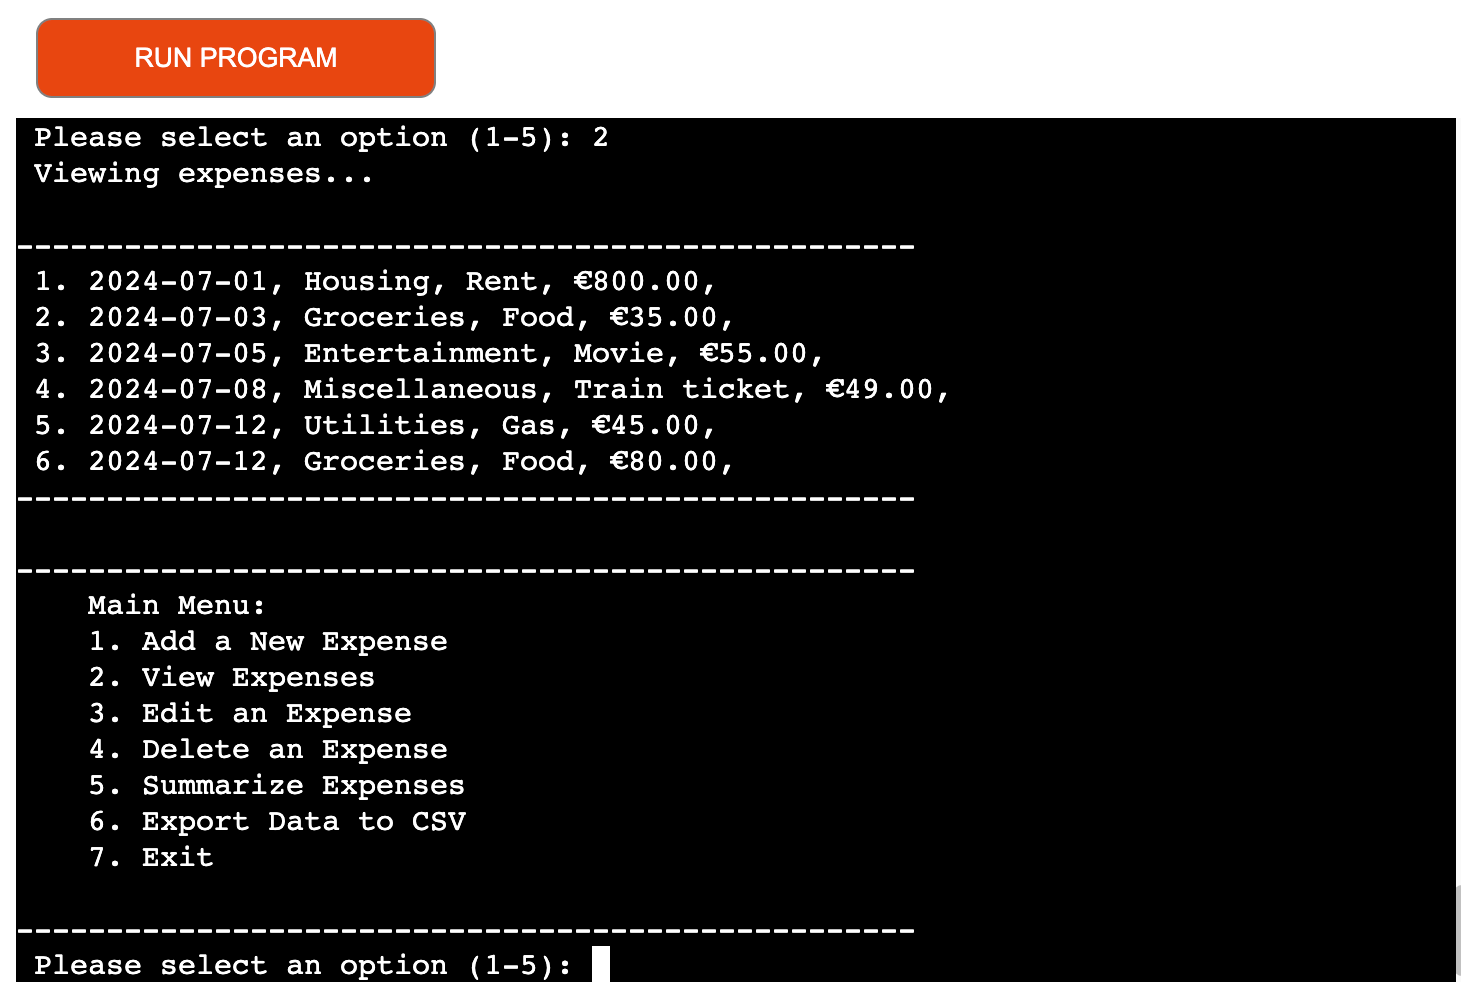 RUN PROGRAM
Please select an option (1-5): 2
Viewing expenses...
--------------------------------------------------
1. 2024-07-01, Housing, Rent, €800.00,
2. 2024-07-03, Groceries, Food, €35.00,
3. 2024-07-05, Entertainment, Movie, €55.00,
4. 2024-07-08, Miscellaneous, Train ticket, €49.00,
5. 2024-07-12, Utilities, Gas, €45.00,
6. 2024-07-12, Groceries, Food, €80.00,
--------------------------------------------------
--------------------------------------------------
Main Menu:
1. Add a New Expense
2. View Expenses
3. Edit an Expense
4. Delete an Expense
5. Summarize Expenses
6. Export Data to CSV
7. Exit
--------------------------------------------------
Please select an option (1-5):